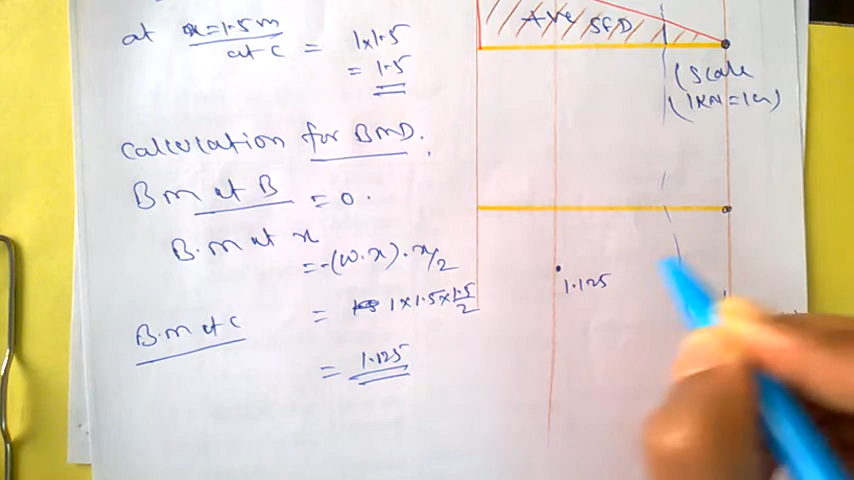 at x=1.5m
at C = 1x1.5
= 1.5
Calculation for BMD.
BM at B = 0.
B.M at x
= -(w.x).x/2
B.M at C = 1x1.5x1.5/2
= 1.125
+ve SFD
(Scale
(1KN=1cm)
1.125